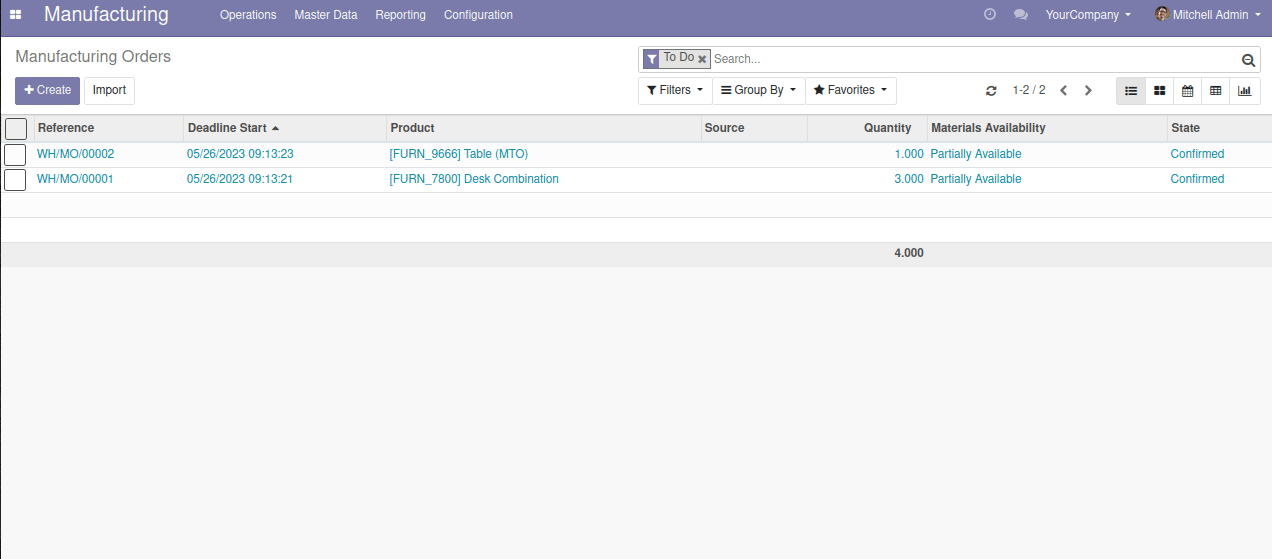 Manufacturing Operations Master Data Reporting Configuration YourCompany Mitchell Admin
Manufacturing Orders To Do Search...
Create Import Filters Group By Favorites 1-2 / 2
Reference Deadline Start Product Source Quantity Materials Availability State
WH/MO/00002 05/26/2023 09:13:23 [FURN_9666] Table (MTO) 1.000 Partially Available Confirmed
WH/MO/00001 05/26/2023 09:13:21 [FURN_7800] Desk Combination 3.000 Partially Available Confirmed
4.000